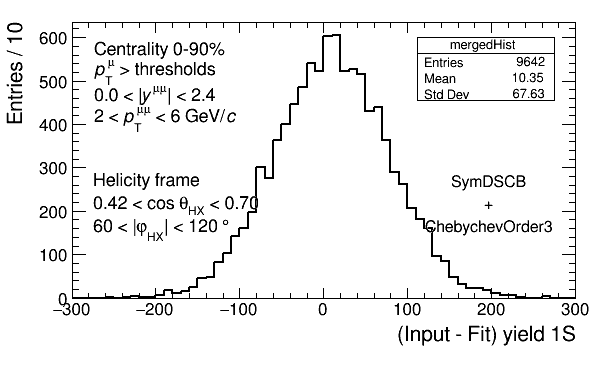 Entries / 10
Centrality 0-90%
p_T^μ > thresholds
0.0 < |y^μμ| < 2.4
2 < p_T^μμ < 6 GeV/c
Helicity frame
0.42 < cos θ_HX < 0.70
60 < |φ_HX| < 120 °
mergedHist
Entries 9642
Mean 10.35
Std Dev 67.63
SymDSCB
+
ChebychevOrder3
600
500
400
300
200
100
0
−300 −200 −100 0 100 200 300
(Input - Fit) yield 1S